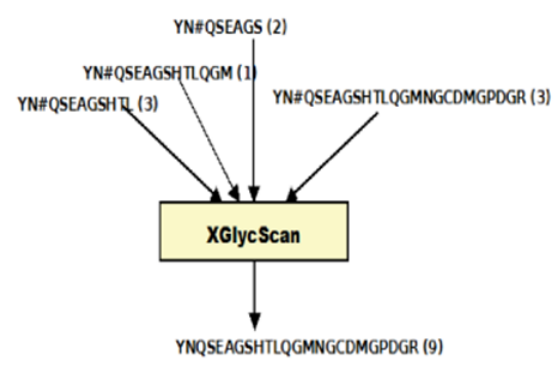 YN#QSEAGS (2)
YN#QSEAGSHTLQGM (1)
YN#QSEAGSHTLQGMNGCDMGPDGR (3)
YN#QSEAGSHTL (3)
XGlycScan
YNQSEAGSHTLQGMNGCDMGPDGR (9)